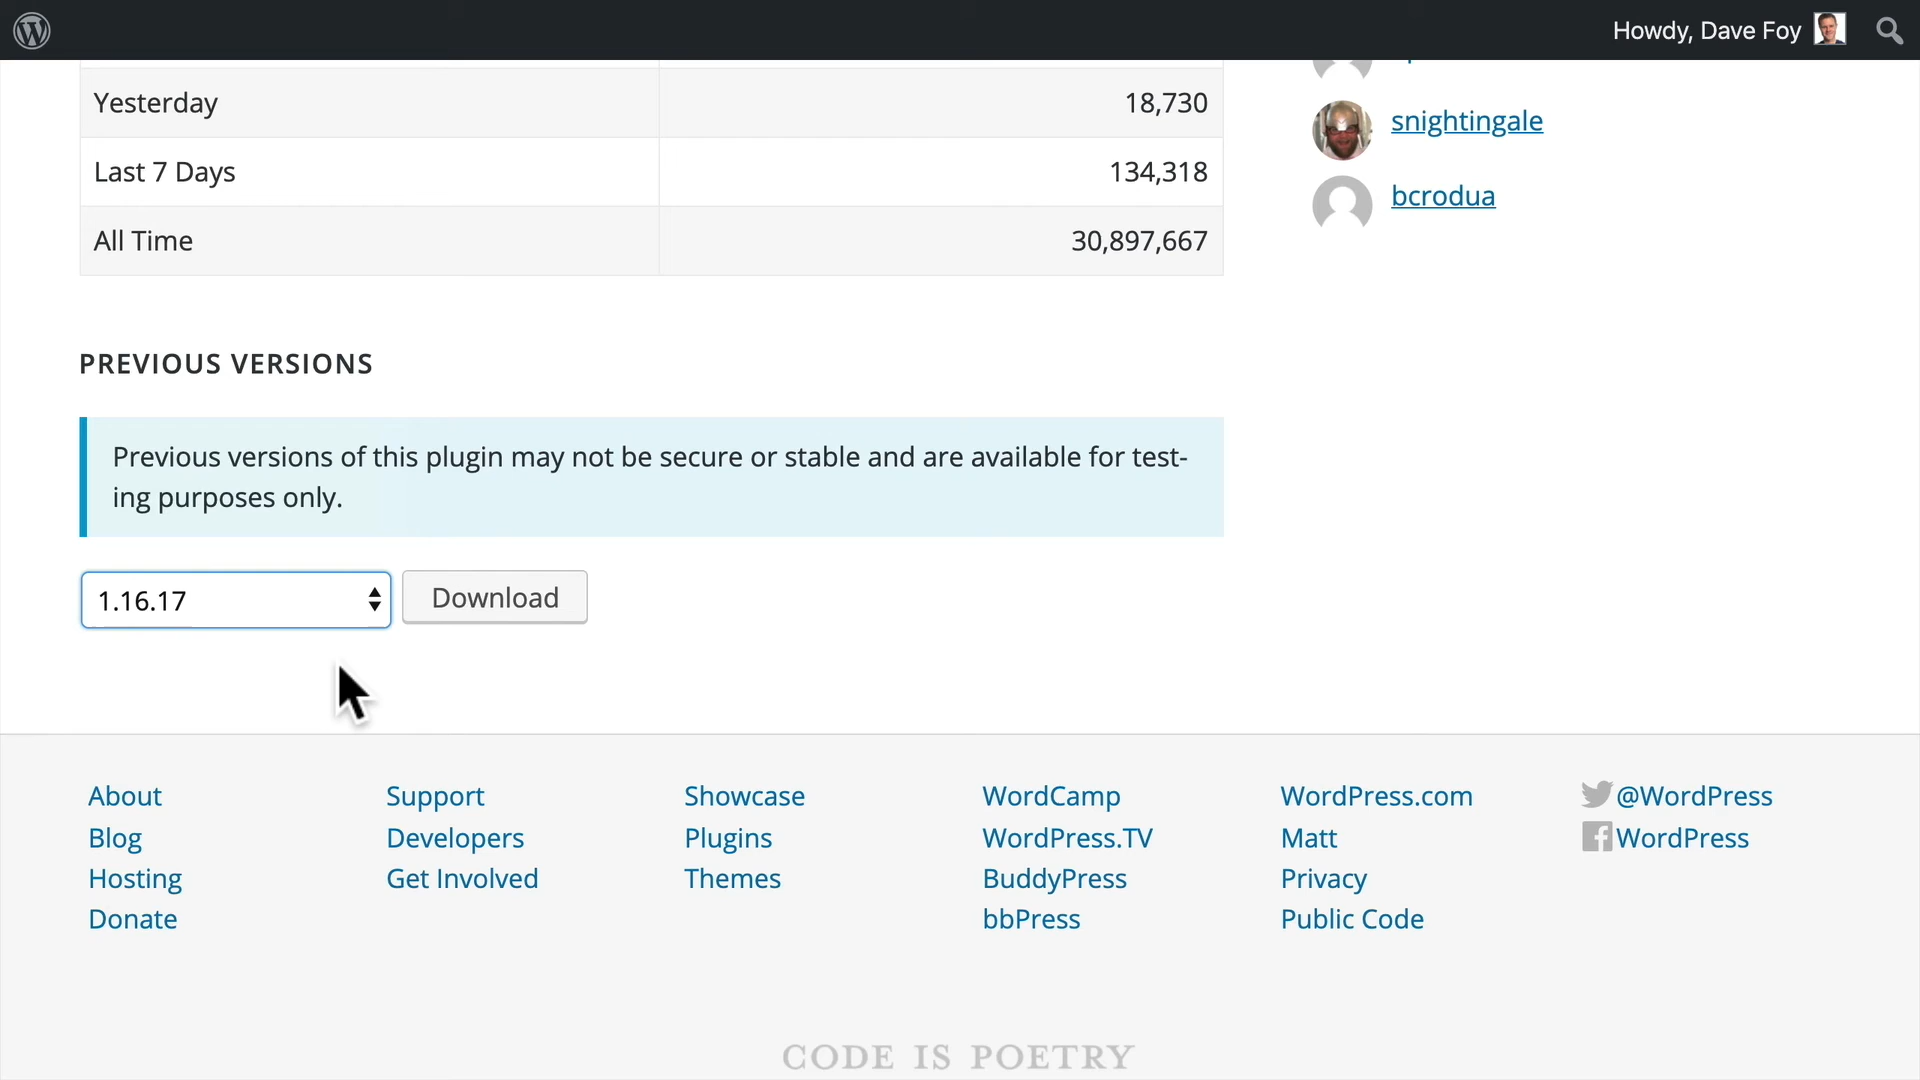 Howdy, Dave Foy
Yesterday 18,730
Last 7 Days 134,318
All Time 30,897,667
snightingale
bcrodua
PREVIOUS VERSIONS
Previous versions of this plugin may not be secure or stable and are available for test-
ing purposes only.
1.16.17 Download
About Support Showcase WordCamp WordPress.com @WordPress
Blog Developers Plugins WordPress.TV Matt WordPress
Hosting Get Involved Themes BuddyPress Privacy
Donate bbPress Public Code
CODE IS POETRY